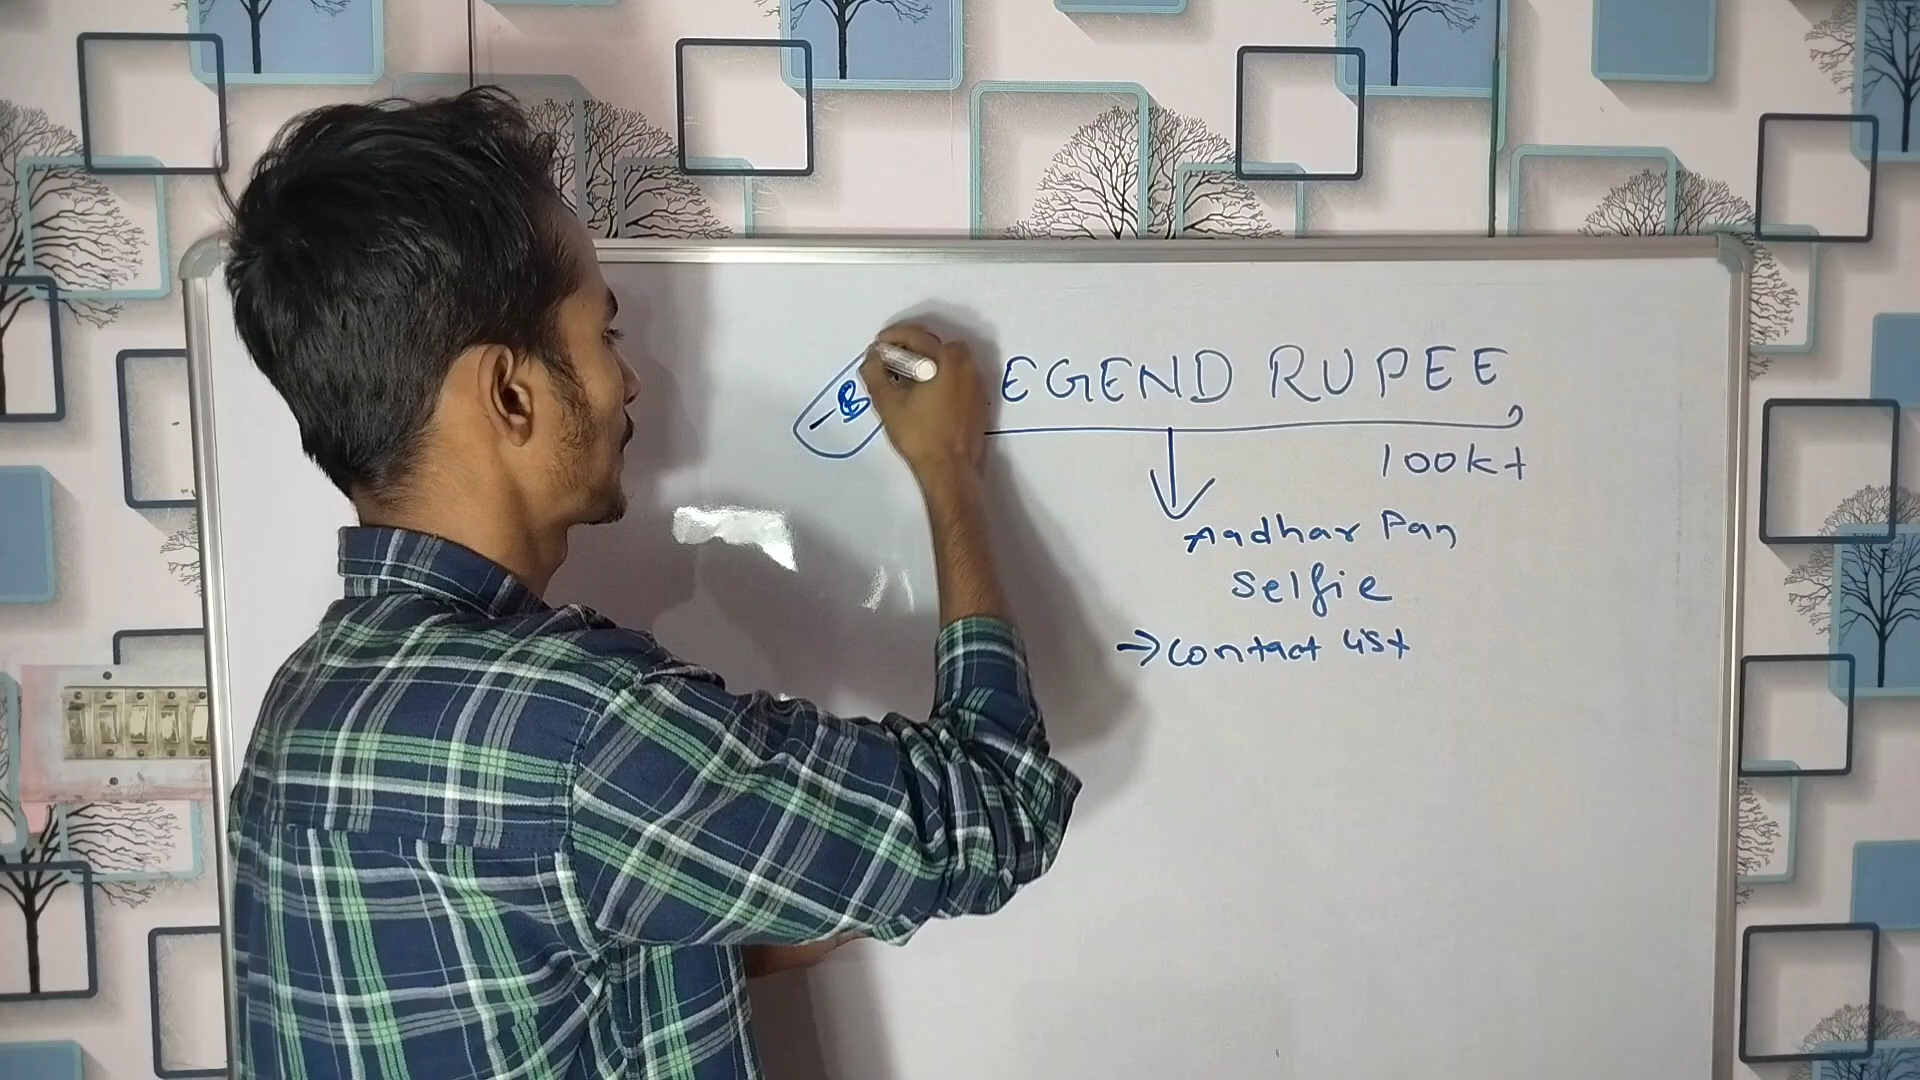 EGEND RUPEE
100k+
Aadhar Pan
Selfie
→ Contact list